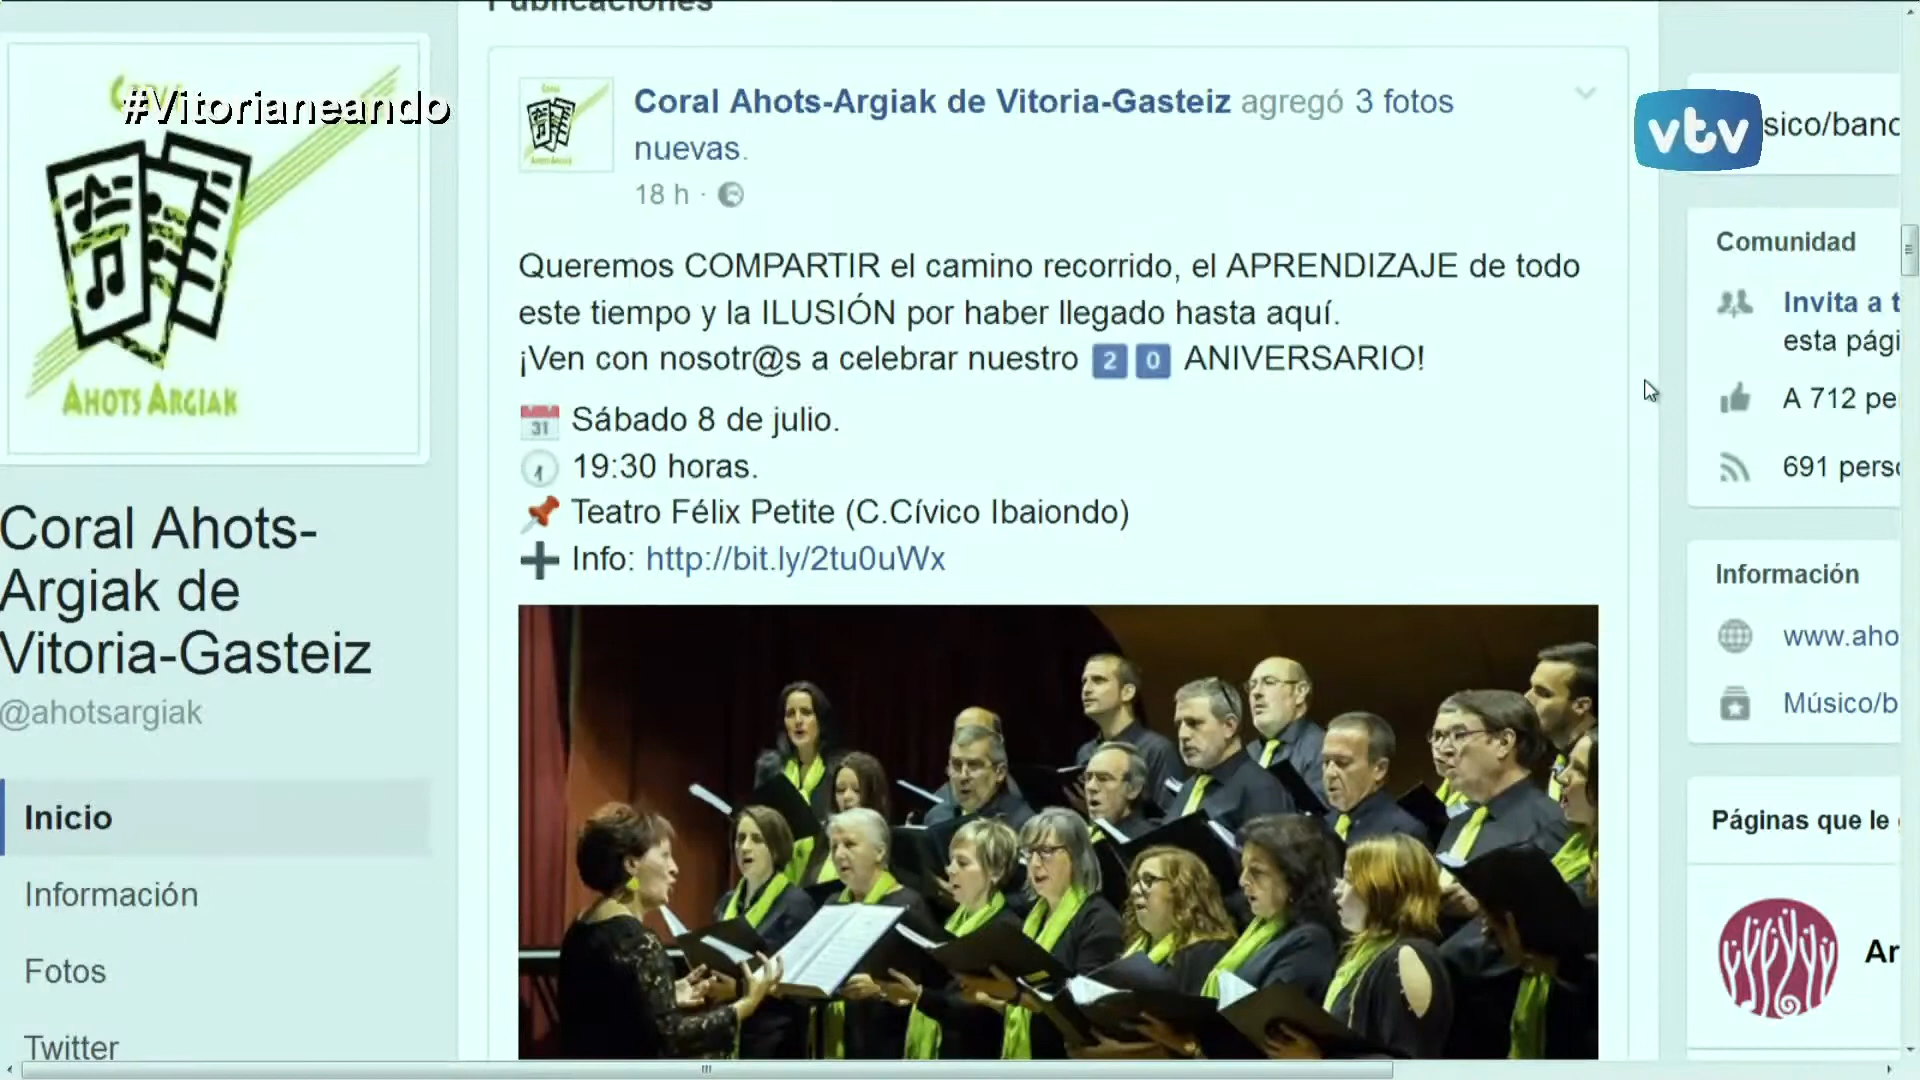 Publicaciones
#Vitorianeando
AHOTS ARGIAK
Coral Ahots-
Argiak de
Vitoria-Gasteiz
@ahotsargiak
Inicio
Información
Fotos
Twitter
Coral Ahots-Argiak de Vitoria-Gasteiz agregó 3 fotos
nuevas.
18 h ·
Queremos COMPARTIR el camino recorrido, el APRENDIZAJE de todo
este tiempo y la ILUSIÓN por haber llegado hasta aquí.
¡Ven con nosotr@s a celebrar nuestro 2 0 ANIVERSARIO!
31 Sábado 8 de julio.
19:30 horas.
Teatro Félix Petite (C.Cívico Ibaiondo)
Info: http://bit.ly/2tu0uWx
vtv
sico/banc
Comunidad
Invita a t
esta pági
A 712 pe
691 perso
Información
www.aho
Músico/b
Páginas que le
Ar